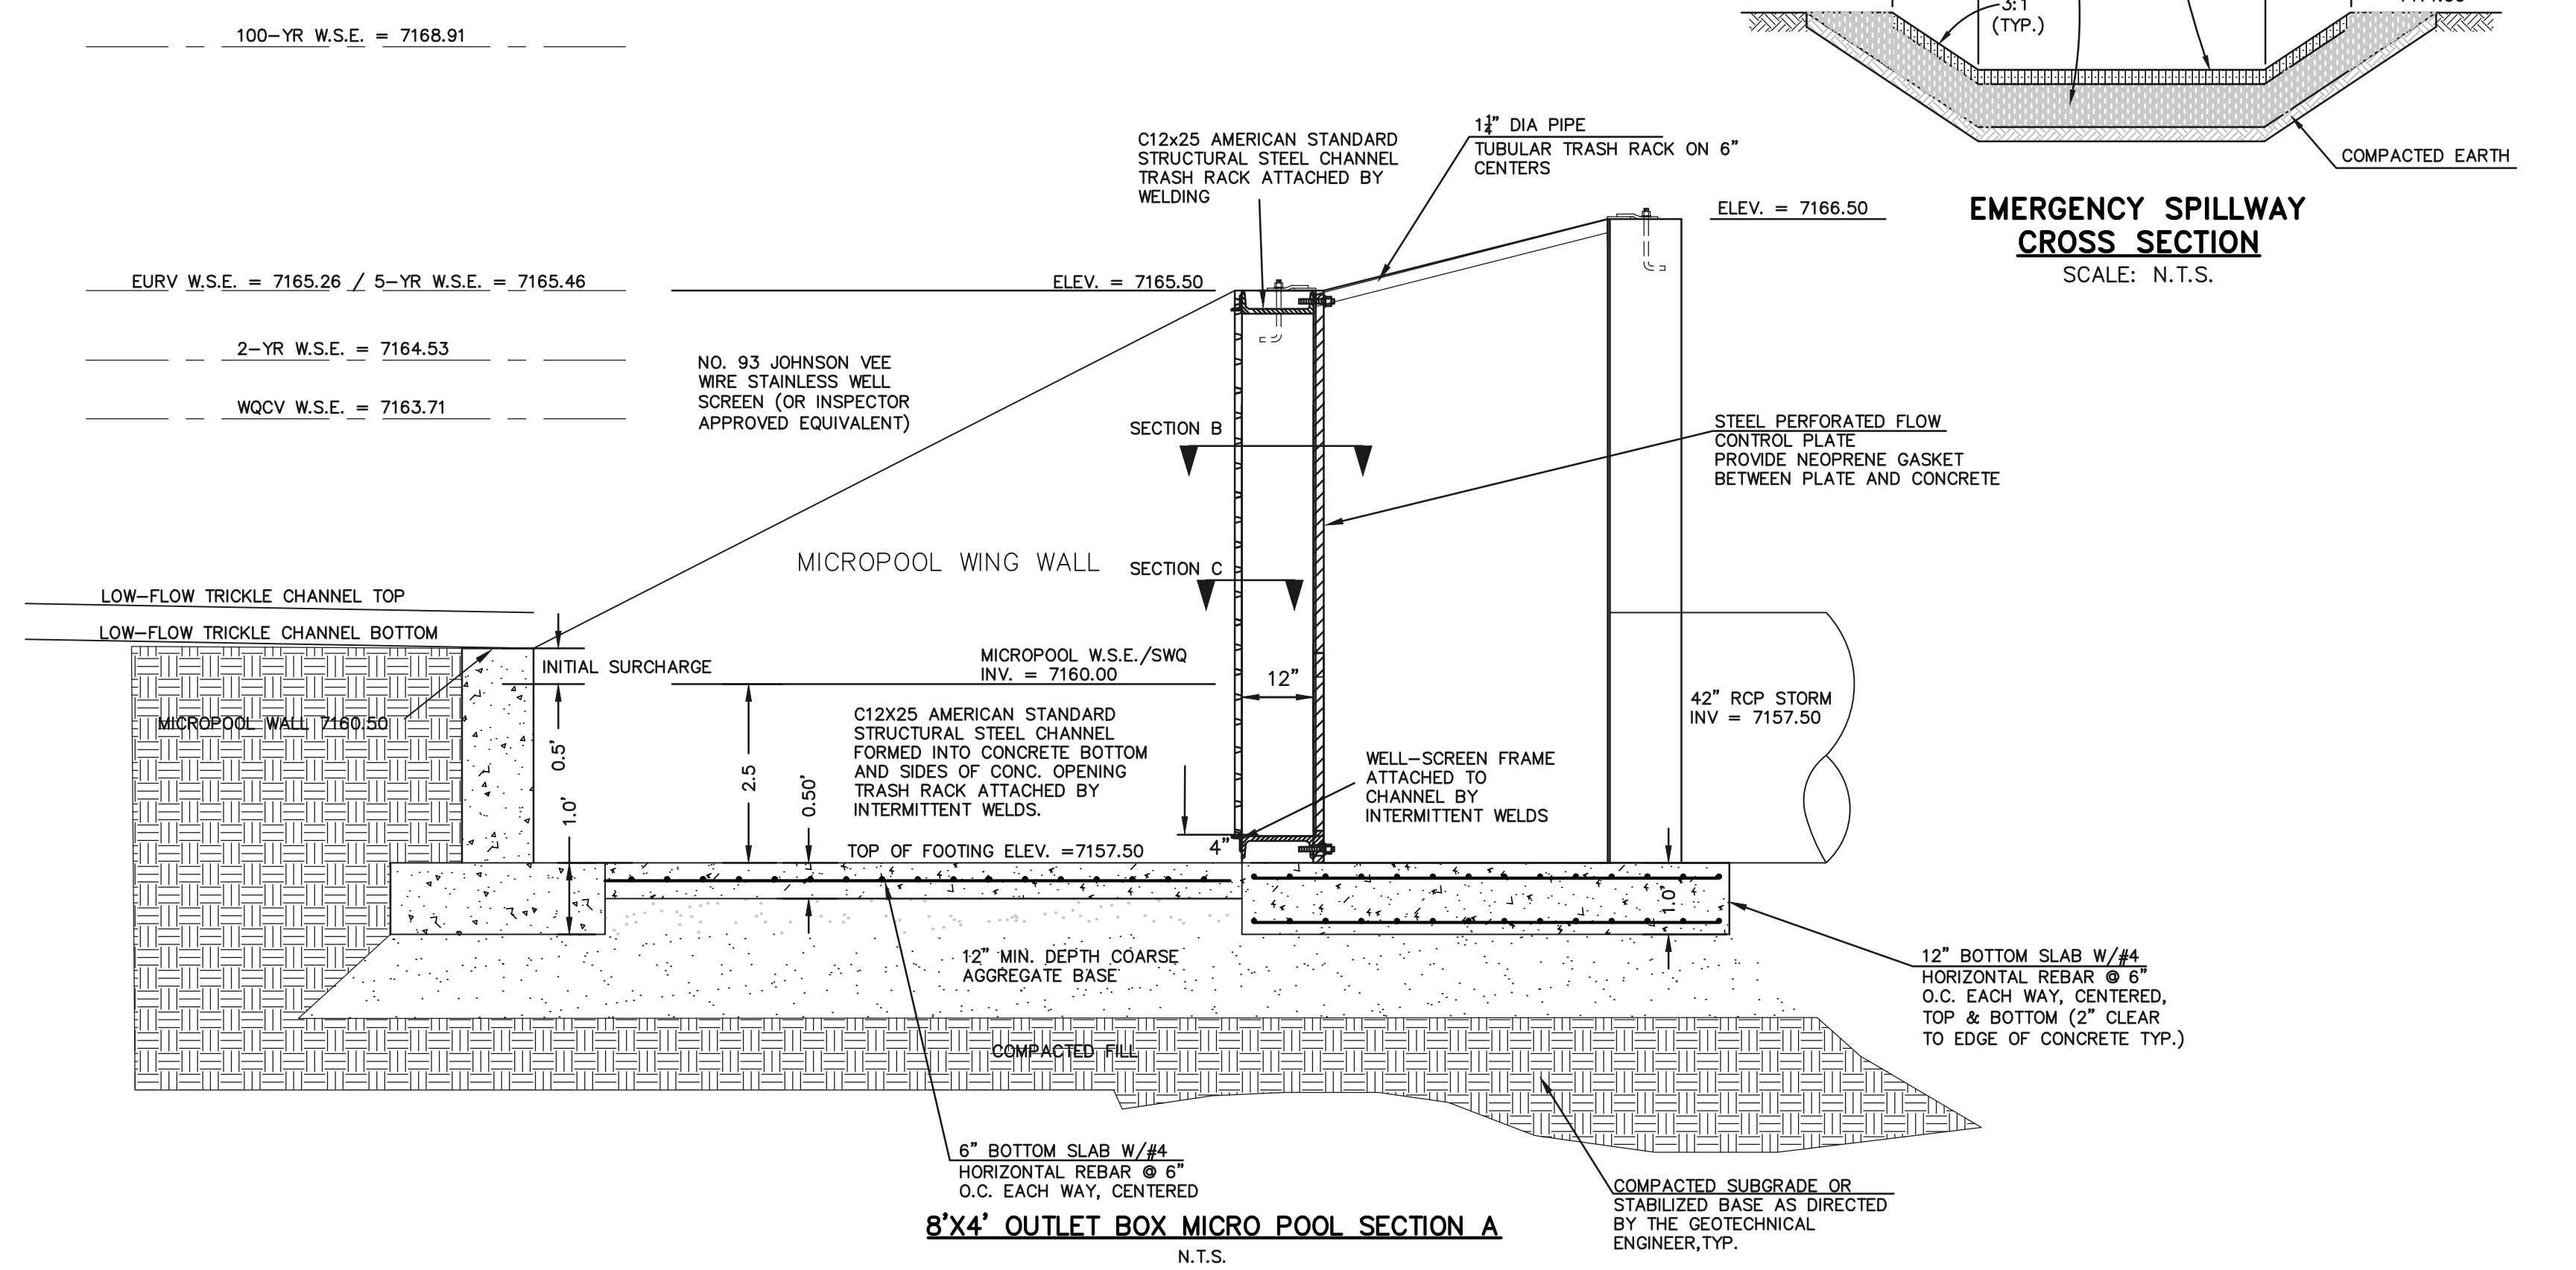 100-YR W.S.E. = 7168.91
3:1
(TYP.)
COMPACTED EARTH
EMERGENCY SPILLWAY
CROSS SECTION
SCALE: N.T.S.
C12x25 AMERICAN STANDARD
STRUCTURAL STEEL CHANNEL
TRASH RACK ATTACHED BY
WELDING
1¼" DIA PIPE
TUBULAR TRASH RACK ON 6"
CENTERS
ELEV. = 7166.50
EURV W.S.E. = 7165.26 / 5-YR W.S.E. = 7165.46
ELEV. = 7165.50
2-YR W.S.E. = 7164.53
WQCV W.S.E. = 7163.71
NO. 93 JOHNSON VEE
WIRE STAINLESS WELL
SCREEN (OR INSPECTOR
APPROVED EQUIVALENT)
SECTION B
STEEL PERFORATED FLOW
CONTROL PLATE
PROVIDE NEOPRENE GASKET
BETWEEN PLATE AND CONCRETE
MICROPOOL WING WALL
SECTION C
LOW-FLOW TRICKLE CHANNEL TOP
LOW-FLOW TRICKLE CHANNEL BOTTOM
INITIAL SURCHARGE
MICROPOOL W.S.E./SWQ
INV. = 7160.00
12"
MICROPOOL WALL 7160.50
0.5'
1.0'
2.5
0.50'
C12X25 AMERICAN STANDARD
STRUCTURAL STEEL CHANNEL
FORMED INTO CONCRETE BOTTOM
AND SIDES OF CONC. OPENING
TRASH RACK ATTACHED BY
INTERMITTENT WELDS.
42" RCP STORM
INV = 7157.50
WELL-SCREEN FRAME
ATTACHED TO
CHANNEL BY
INTERMITTENT WELDS
4"
TOP OF FOOTING ELEV. =7157.50
1.0'
12" MIN. DEPTH COARSE
AGGREGATE BASE
12" BOTTOM SLAB W/#4
HORIZONTAL REBAR @ 6"
O.C. EACH WAY, CENTERED,
TOP & BOTTOM (2" CLEAR
TO EDGE OF CONCRETE TYP.)
COMPACTED FILL
6" BOTTOM SLAB W/#4
HORIZONTAL REBAR @ 6"
O.C. EACH WAY, CENTERED
COMPACTED SUBGRADE OR
STABILIZED BASE AS DIRECTED
BY THE GEOTECHNICAL
ENGINEER,TYP.
8'X4' OUTLET BOX MICRO POOL SECTION A
N.T.S.